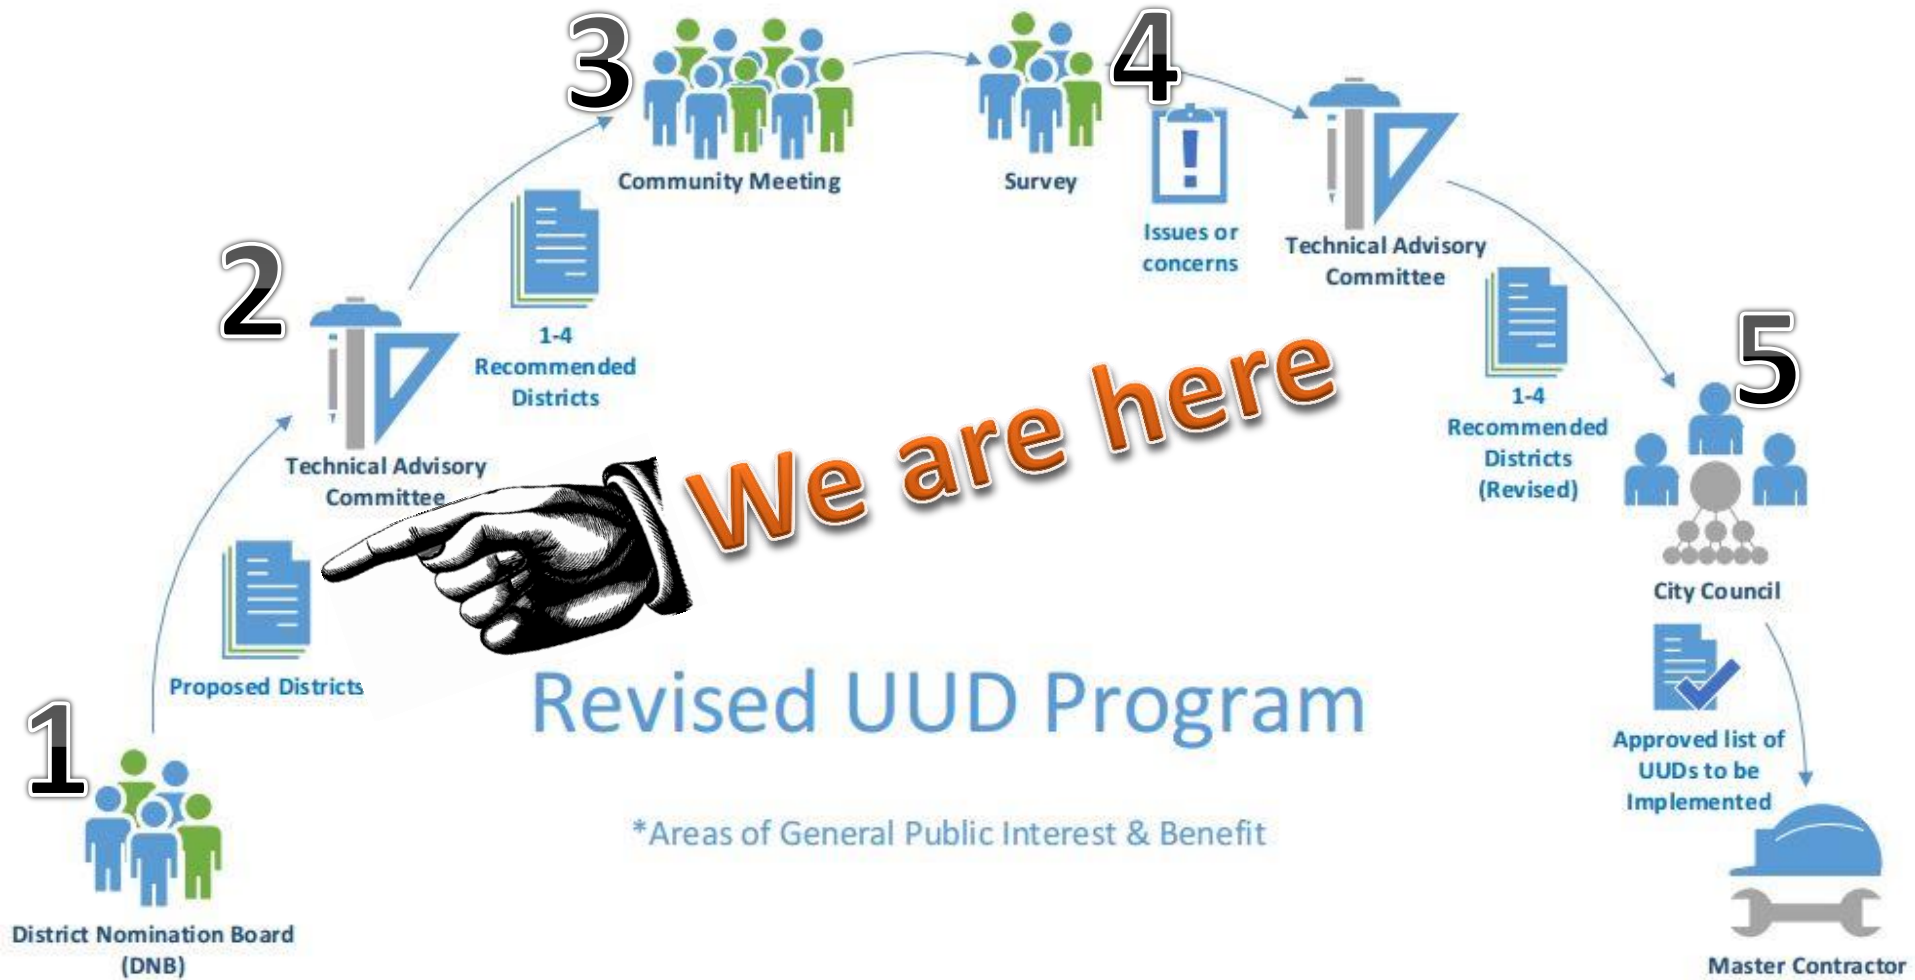 1
District Nomination Board
(DNB)
Proposed Districts
2
Technical Advisory
Committee
1-4
Recommended
Districts
3
Community Meeting
Survey
4
Issues or
concerns
Technical Advisory
Committee
1-4
Recommended
Districts
(Revised)
5
City Council
Approved list of
UUDs to be
Implemented
Master Contractor
We are here
Revised UUD Program
*Areas of General Public Interest & Benefit